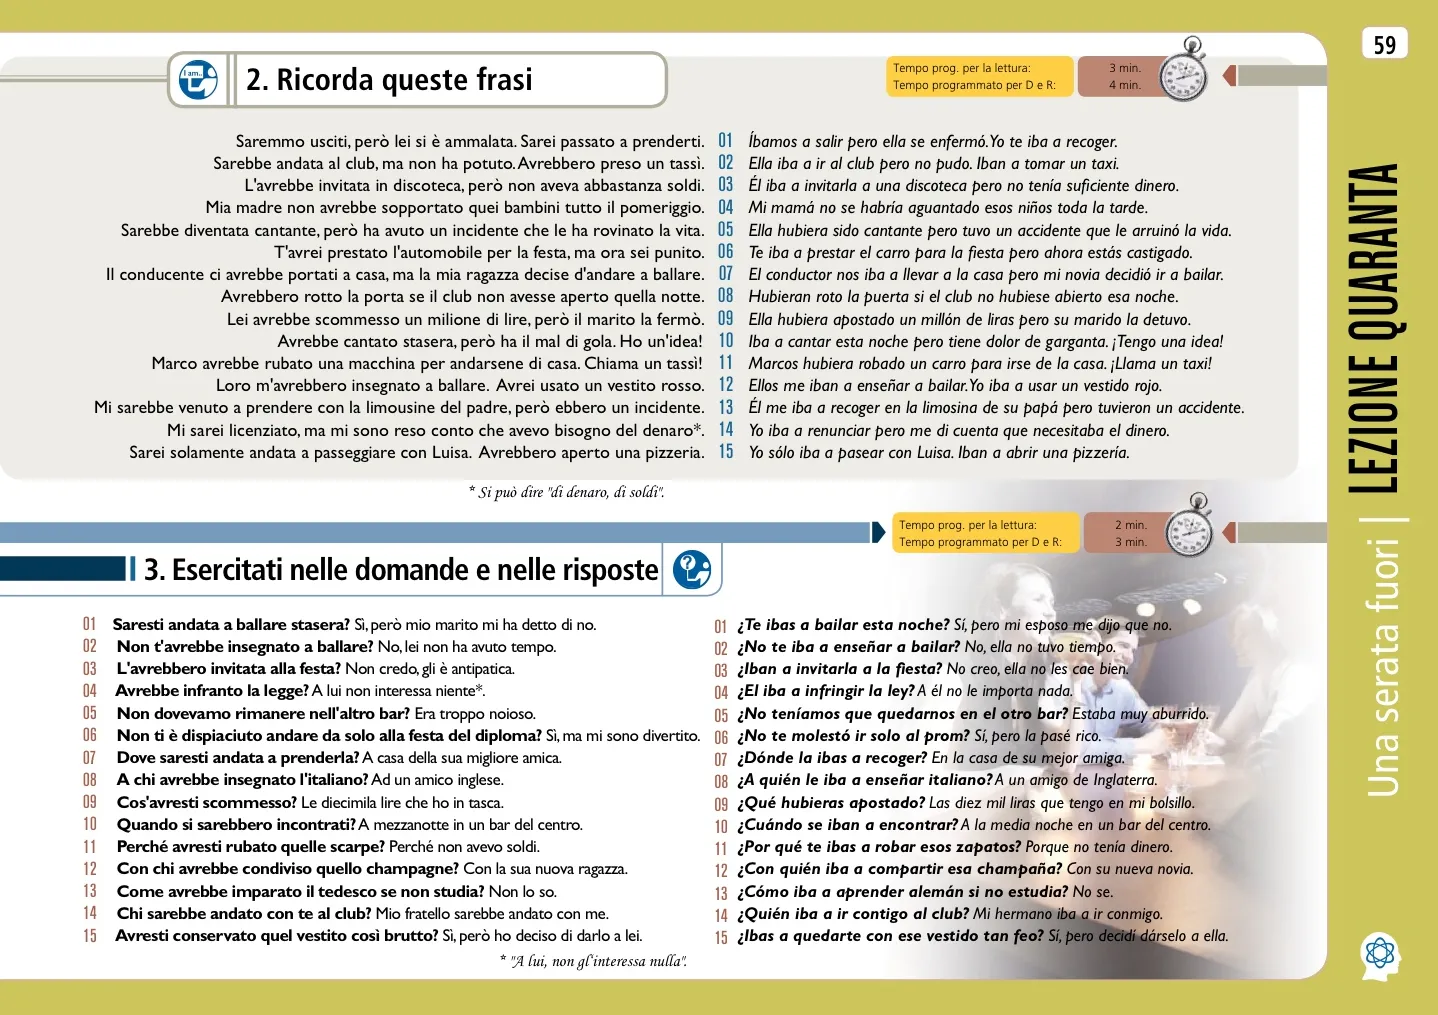 59
I am...
2. Ricorda queste frasi
Tempo prog. per la lettura: 3 min.
Tempo programmato per D e R: 4 min.
Saremmo usciti, però lei si è ammalata. Sarei passato a prenderti. 01 Íbamos a salir pero ella se enfermó. Yo te iba a recoger.
Sarebbe andata al club, ma non ha potuto. Avrebbero preso un tassì. 02 Ella iba a ir al club pero no pudo. Iban a tomar un taxi.
L'avrebbe invitata in discoteca, però non aveva abbastanza soldi. 03 Él iba a invitarla a una discoteca pero no tenía suficiente dinero.
Mia madre non avrebbe sopportato quei bambini tutto il pomeriggio. 04 Mi mamá no se habría aguantado esos niños toda la tarde.
Sarebbe diventata cantante, però ha avuto un incidente che le ha rovinato la vita. 05 Ella hubiera sido cantante pero tuvo un accidente que le arruinó la vida.
T'avrei prestato l'automobile per la festa, ma ora sei punito. 06 Te iba a prestar el carro para la fiesta pero ahora estás castigado.
Il conducente ci avrebbe portati a casa, ma la mia ragazza decise d'andare a ballare. 07 El conductor nos iba a llevar a la casa pero mi novia decidió ir a bailar.
Avrebbero rotto la porta se il club non avesse aperto quella notte. 08 Hubieran roto la puerta si el club no hubiese abierto esa noche.
Lei avrebbe scommesso un milione di lire, però il marito la fermò. 09 Ella hubiera apostado un millón de liras pero su marido la detuvo.
Avrebbe cantato stasera, però ha il mal di gola. Ho un'idea! 10 Iba a cantar esta noche pero tiene dolor de garganta. ¡Tengo una idea!
Marco avrebbe rubato una macchina per andarsene di casa. Chiama un tassì! 11 Marcos hubiera robado un carro para irse de la casa. ¡Llama un taxi!
Loro m'avrebbero insegnato a ballare. Avrei usato un vestito rosso. 12 Ellos me iban a enseñar a bailar. Yo iba a usar un vestido rojo.
Mi sarebbe venuto a prendere con la limousine del padre, però ebbero un incidente. 13 Él me iba a recoger en la limosina de su papá pero tuvieron un accidente.
Mi sarei licenziato, ma mi sono reso conto che avevo bisogno del denaro*. 14 Yo iba a renunciar pero me di cuenta que necesitaba el dinero.
Sarei solamente andata a passeggiare con Luisa. Avrebbero aperto una pizzeria. 15 Yo sólo iba a pasear con Luisa. Iban a abrir una pizzería.
* Si può dire "di denaro, di soldi".
Tempo prog. per la lettura: 2 min.
Tempo programmato per D e R: 3 min.
3. Esercitati nelle domande e nelle risposte
01 Saresti andata a ballare stasera? Sì, però mio marito mi ha detto di no. 01 ¿Te ibas a bailar esta noche? Sí, pero mi esposo me dijo que no.
02 Non t'avrebbe insegnato a ballare? No, lei non ha avuto tempo. 02 ¿No te iba a enseñar a bailar? No, ella no tuvo tiempo.
03 L'avrebbero invitata alla festa? Non credo, gli è antipatica. 03 ¿Iban a invitarla a la fiesta? No creo, ella no les cae bien.
04 Avrebbe infranto la legge? A lui non interessa niente*. 04 ¿El iba a infringir la ley? A él no le importa nada.
05 Non dovevamo rimanere nell'altro bar? Era troppo noioso. 05 ¿No teníamos que quedarnos en el otro bar? Estaba muy aburrido.
06 Non ti è dispiaciuto andare da solo alla festa del diploma? Sì, ma mi sono divertito. 06 ¿No te molestó ir solo al prom? Sí, pero la pasé rico.
07 Dove saresti andata a prenderla? A casa della sua migliore amica. 07 ¿Dónde la ibas a recoger? En la casa de su mejor amiga.
08 A chi avrebbe insegnato l'italiano? Ad un amico inglese. 08 ¿A quién le iba a enseñar italiano? A un amigo de Inglaterra.
09 Cos'avresti scommesso? Le diecimila lire che ho in tasca. 09 ¿Qué hubieras apostado? Las diez mil liras que tengo en mi bolsillo.
10 Quando si sarebbero incontrati? A mezzanotte in un bar del centro. 10 ¿Cuándo se iban a encontrar? A la media noche en un bar del centro.
11 Perché avresti rubato quelle scarpe? Perché non avevo soldi. 11 ¿Por qué te ibas a robar esos zapatos? Porque no tenía dinero.
12 Con chi avrebbe condiviso quello champagne? Con la sua nuova ragazza. 12 ¿Con quién iba a compartir esa champaña? Con su nueva novia.
13 Come avrebbe imparato il tedesco se non studia? Non lo so. 13 ¿Cómo iba a aprender alemán si no estudia? No se.
14 Chi sarebbe andato con te al club? Mio fratello sarebbe andato con me. 14 ¿Quién iba a ir contigo al club? Mi hermano iba a ir conmigo.
15 Avresti conservato quel vestito così brutto? Sì, però ho deciso di darlo a lei. 15 ¿Ibas a quedarte con ese vestido tan feo? Sí, pero decidí dárselo a ella.
* "A lui, non gl'interessa nulla".
Una serata fuori | LEZIONE QUARANTA